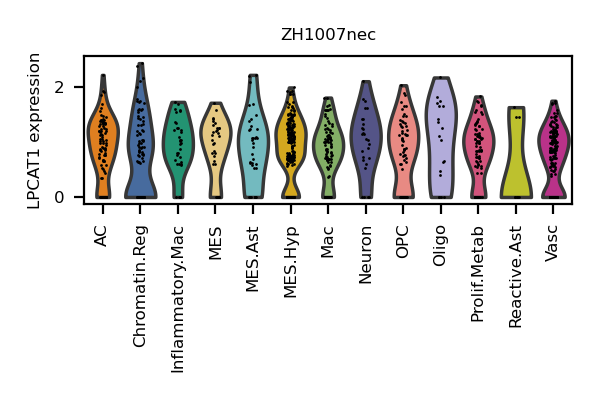 ZH1007nec
LPCAT1 expression
2
0
AC
Chromatin.Reg
Inflammatory.Mac
MES
MES.Ast
MES.Hyp
Mac
Neuron
OPC
Oligo
Prolif.Metab
Reactive.Ast
Vasc